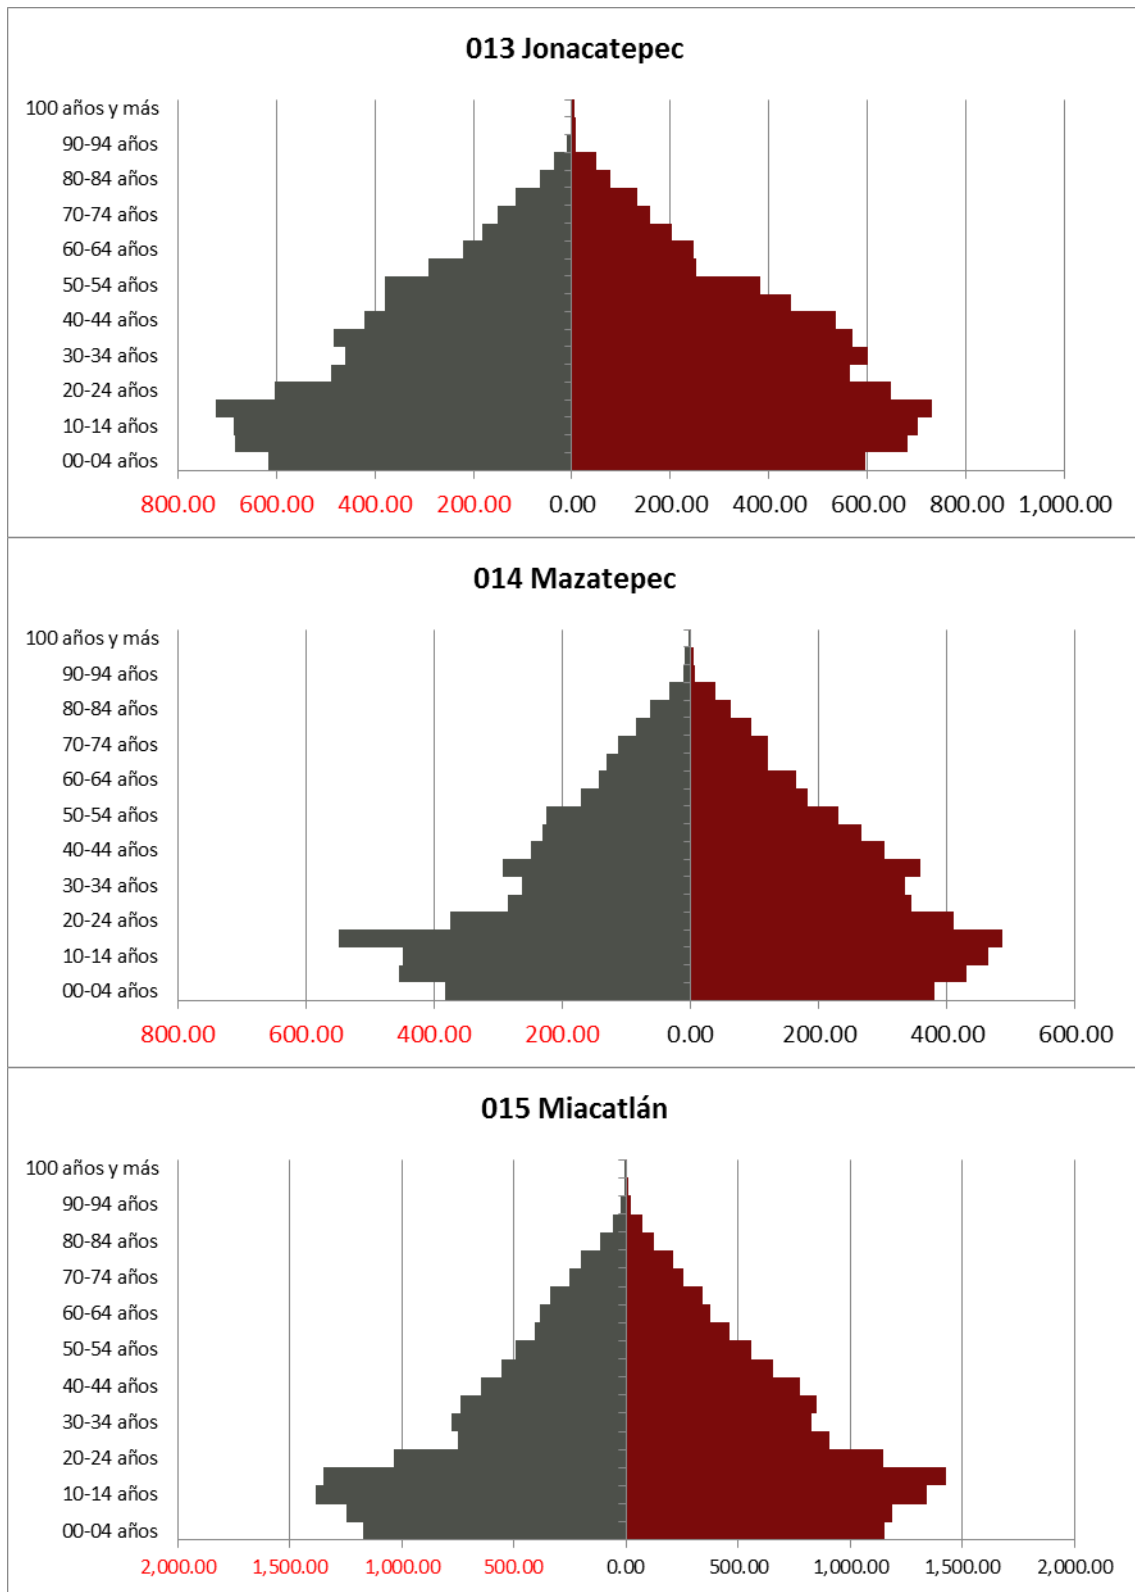 013 Jonacatepec
100 años y más
90-94 años
80-84 años
70-74 años
60-64 años
50-54 años
40-44 años
30-34 años
20-24 años
10-14 años
00-04 años
800.00 600.00 400.00 200.00 0.00 200.00 400.00 600.00 800.00 1,000.00
014 Mazatepec
100 años y más
90-94 años
80-84 años
70-74 años
60-64 años
50-54 años
40-44 años
30-34 años
20-24 años
10-14 años
00-04 años
800.00 600.00 400.00 200.00 0.00 200.00 400.00 600.00
015 Miacatlán
100 años y más
90-94 años
80-84 años
70-74 años
60-64 años
50-54 años
40-44 años
30-34 años
20-24 años
10-14 años
00-04 años
2,000.00 1,500.00 1,000.00 500.00 0.00 500.00 1,000.00 1,500.00 2,000.00